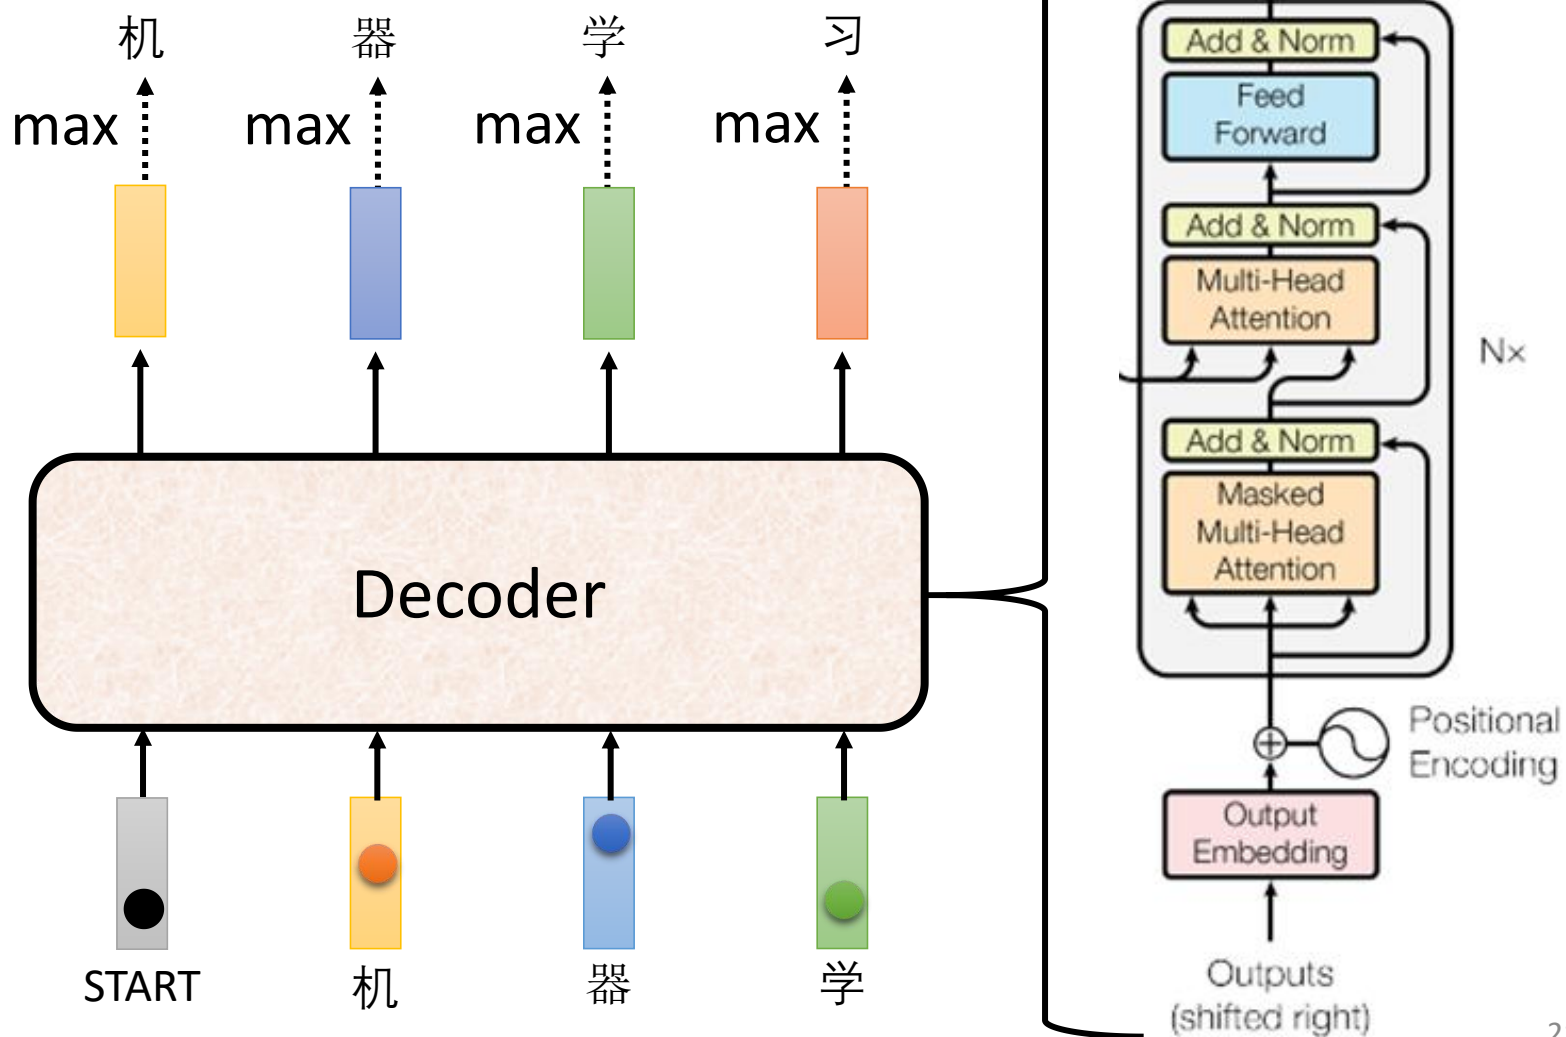 机 器 学 习
max max max max
Decoder
START 机 器 学
Add & Norm
Feed
Forward
Add & Norm
Multi-Head
Attention
N×
Add & Norm
Masked
Multi-Head
Attention
Positional
Encoding
Output
Embedding
Outputs
(shifted right)
2